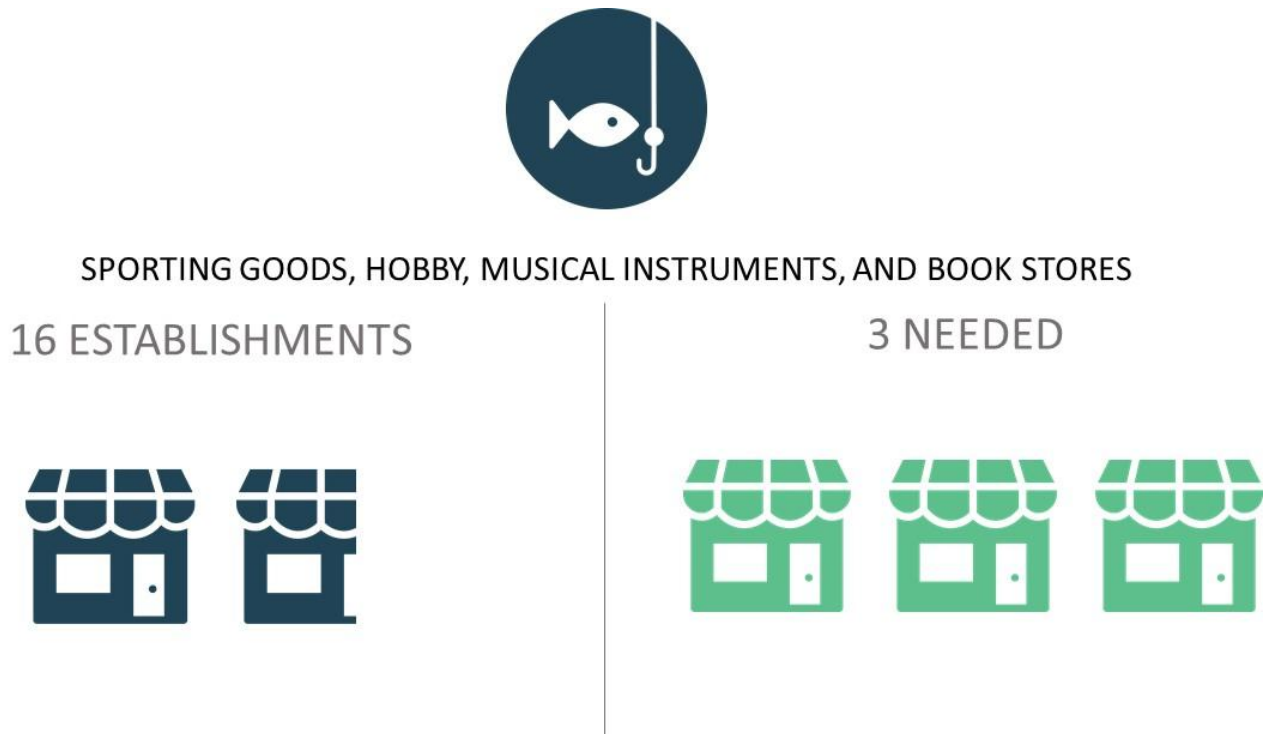 SPORTING GOODS, HOBBY, MUSICAL INSTRUMENTS, AND BOOK STORES
16 ESTABLISHMENTS
3 NEEDED